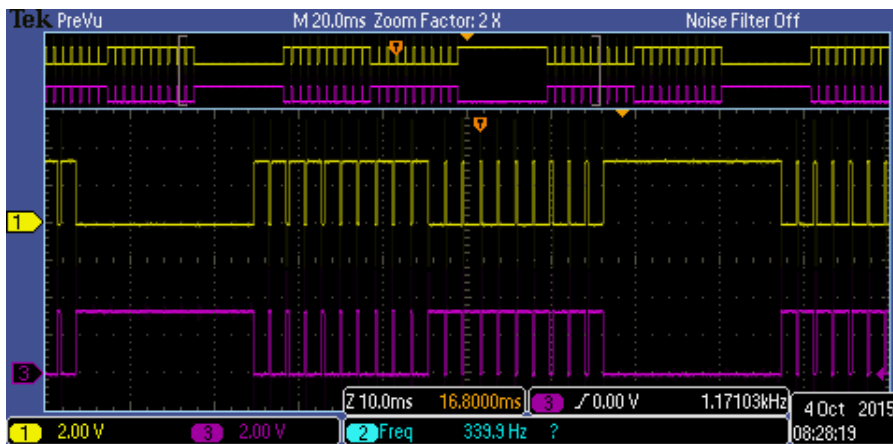 Tek PreVu M 20.0ms Zoom Factor: 2 X Noise Filter Off
T
T
1
3
Z 10.0ms 16.8000ms 3 / 0.00 V 1.17103kHz
1 2.00 V 3 2.00 V 2 Freq 339.9 Hz ?
4 Oct 2015
08:28:19